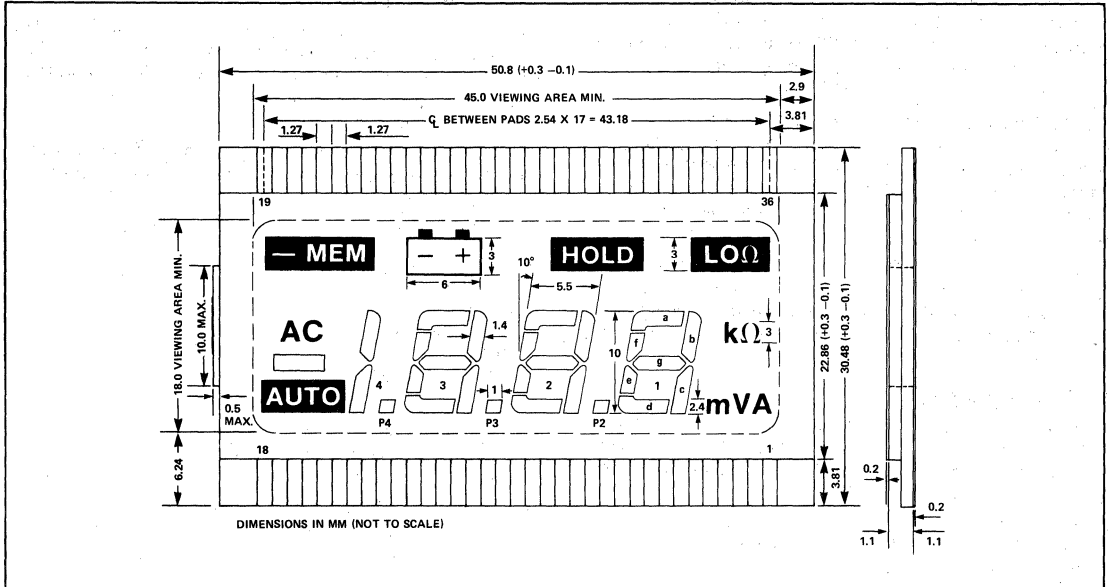 50.8 (+0.3 –0.1)
45.0 VIEWING AREA MIN.
2.9
℄ BETWEEN PADS 2.54 X 17 = 43.18
3.81
1.27
1.27
19
36
– MEM
– +
3
HOLD
3
LOΩ
6
10°
5.5
AC
1.4
10
a
f
b
g
e
c
d
kΩ
3
AUTO
4
3
1
2
1
2.4
mVA
P4
P3
P2
18
1
18.0 VIEWING AREA MIN.
10.0 MAX.
0.5
MAX.
6.24
22.86 (+0.3 –0.1)
30.48 (+0.3 –0.1)
3.81
0.2
0.2
1.1
1.1
DIMENSIONS IN MM (NOT TO SCALE)